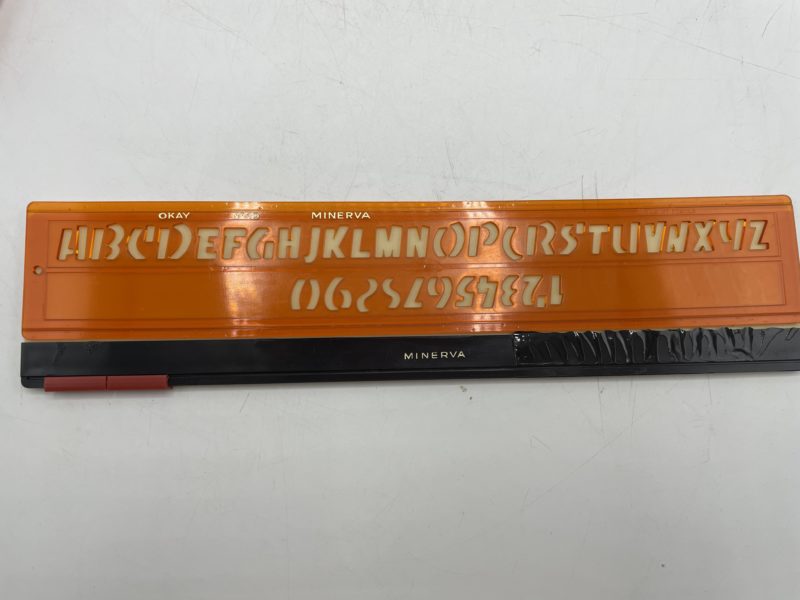 OKAY MINERVA
ABCDEFGHJKLMNOPQRSTUVWXYZ
1234567890
MINERVA